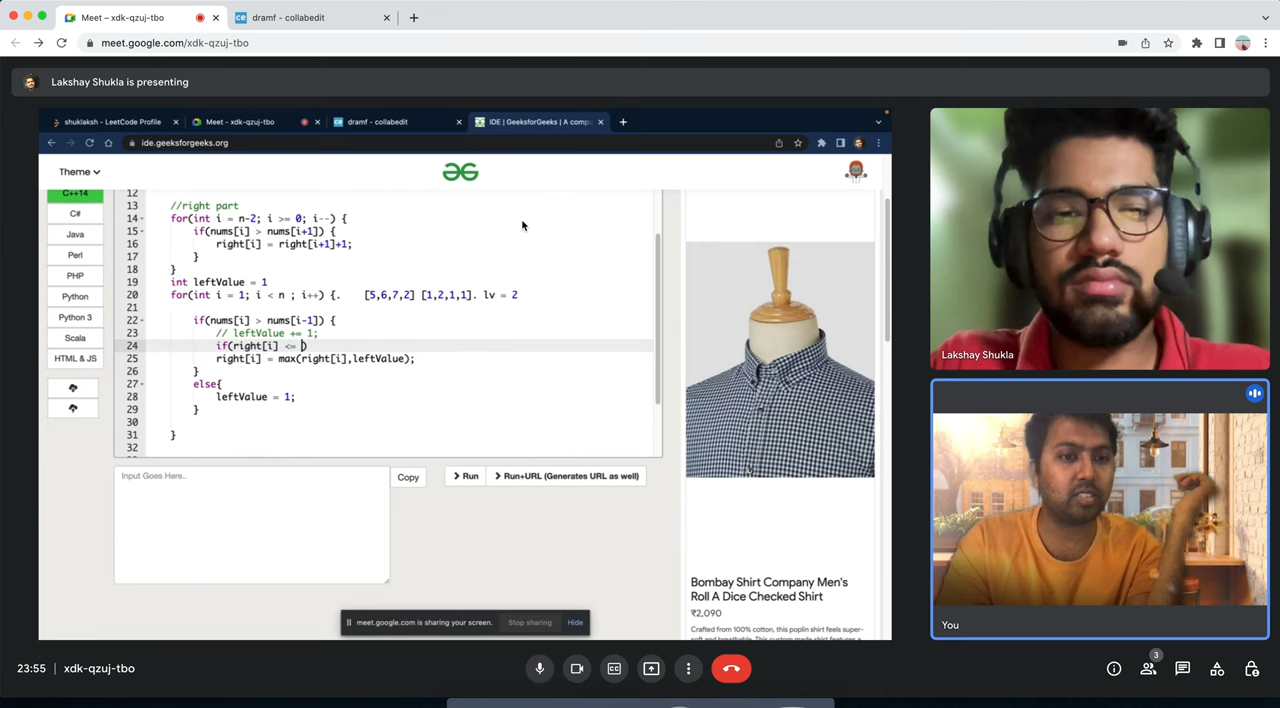 Meet – xdk-qzuj-tbo
dramf - collabedit
meet.google.com/xdk-qzuj-tbo
Lakshay Shukla is presenting
shuklaksh - LeetCode Profile
Meet - xdk-qzuj-tbo
dramf - collabedit
IDE | GeeksforGeeks | A compu
ide.geeksforgeeks.org
Theme
C++14
C#
Java
Perl
PHP
Python
Python 3
Scala
HTML & JS
12
13 //right part
14 for(int i = n-2; i >= 0; i--) {
15 if(nums[i] > nums[i+1]) {
16 right[i] = right[i+1]+1;
17 }
18 }
19 int leftValue = 1
20 for(int i = 1; i < n ; i++) {. [5,6,7,2] [1,2,1,1]. lv = 2
21
22 if(nums[i] > nums[i-1]) {
23 // leftValue += 1;
24 if(right[i] <= )
25 right[i] = max(right[i],leftValue);
26 }
27 else{
28 leftValue = 1;
29 }
30
31 }
32
Input Goes Here..
Copy
Run
Run+URL (Generates URL as well)
Bombay Shirt Company Men's
Roll A Dice Checked Shirt
₹2,090
Crafted from 100% cotton, this poplin shirt feels super-
meet.google.com is sharing your screen.
Stop sharing
Hide
Lakshay Shukla
You
23:55 | xdk-qzuj-tbo
3